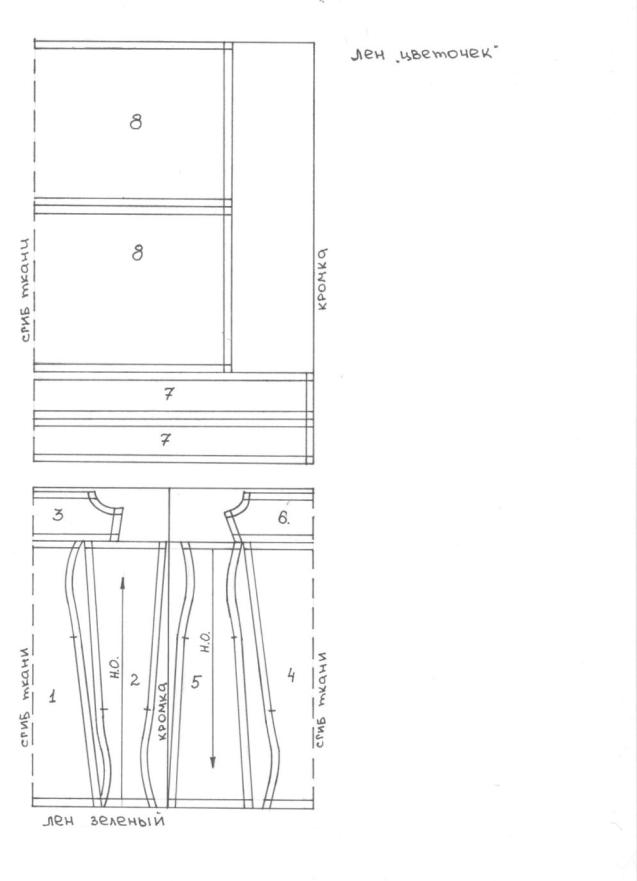 лен „цветочек"
8
8
сгиб ткани
кромка
7
7
3
6.
1
н.о.
2
кромка
5
н.о.
4
сгиб ткани
сгиб ткани
лен зеленый